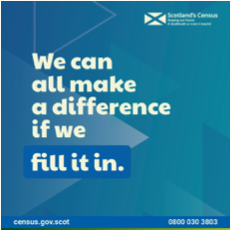 Scotland's Census
We can
all make
a difference
if we
fill it in.
census.gov.scot
0800 030 3803